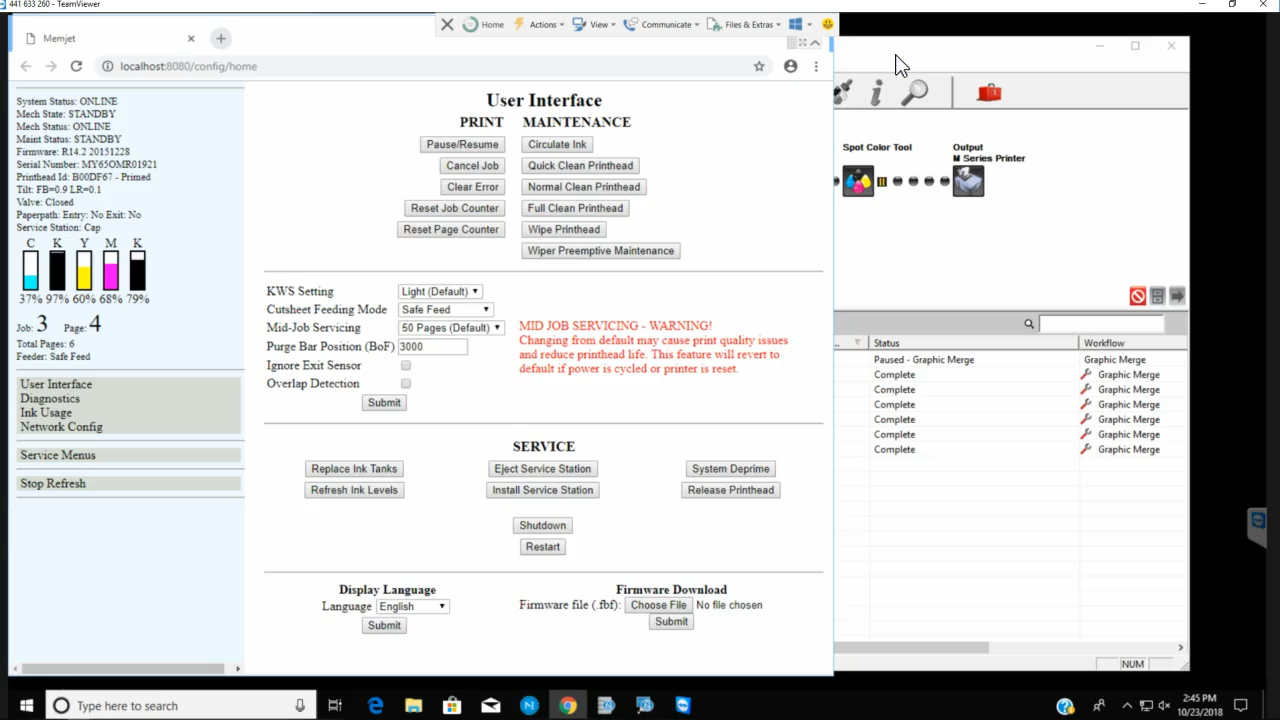 441 633 260 - TeamViewer
Home Actions View Communicate Files & Extras
Memjet
localhost:8080/config/home
System Status: ONLINE
Mech State: STANDBY
Mech Status: ONLINE
Maint Status: STANDBY
Firmware: R14.2 20151228
Serial Number: MY65OMR01921
Printhead Id: B00DF67 - Primed
Tilt: FB=0.9 LR=0.1
Valve: Closed
Paperpath: Entry: No Exit: No
Service Station: Cap
C K Y M K
37% 97% 60% 68% 79%
Job: 3 Page: 4
Total Pages: 6
Feeder: Safe Feed
User Interface
Diagnostics
Ink Usage
Network Config
Service Menus
Stop Refresh
User Interface
PRINT MAINTENANCE
Pause/Resume Circulate Ink
Cancel Job Quick Clean Printhead
Clear Error Normal Clean Printhead
Reset Job Counter Full Clean Printhead
Reset Page Counter Wipe Printhead
Wiper Preemptive Maintenance
KWS Setting Light (Default)
Cutsheet Feeding Mode Safe Feed
Mid-Job Servicing 50 Pages (Default)
Purge Bar Position (BoF) 3000
Ignore Exit Sensor
Overlap Detection
Submit
MID JOB SERVICING - WARNING!
Changing from default may cause print quality issues
and reduce printhead life. This feature will revert to
default if power is cycled or printer is reset.
SERVICE
Replace Ink Tanks Eject Service Station System Deprime
Refresh Ink Levels Install Service Station Release Printhead
Shutdown
Restart
Display Language
Language English
Submit
Firmware Download
Firmware file (.fbf): Choose File No file chosen
Submit
Spot Color Tool
Output
M Series Printer
Status Workflow
Paused - Graphic Merge Graphic Merge
Complete Graphic Merge
Complete Graphic Merge
Complete Graphic Merge
Complete Graphic Merge
Complete Graphic Merge
Complete Graphic Merge
NUM
Type here to search
2:45 PM
10/23/2018